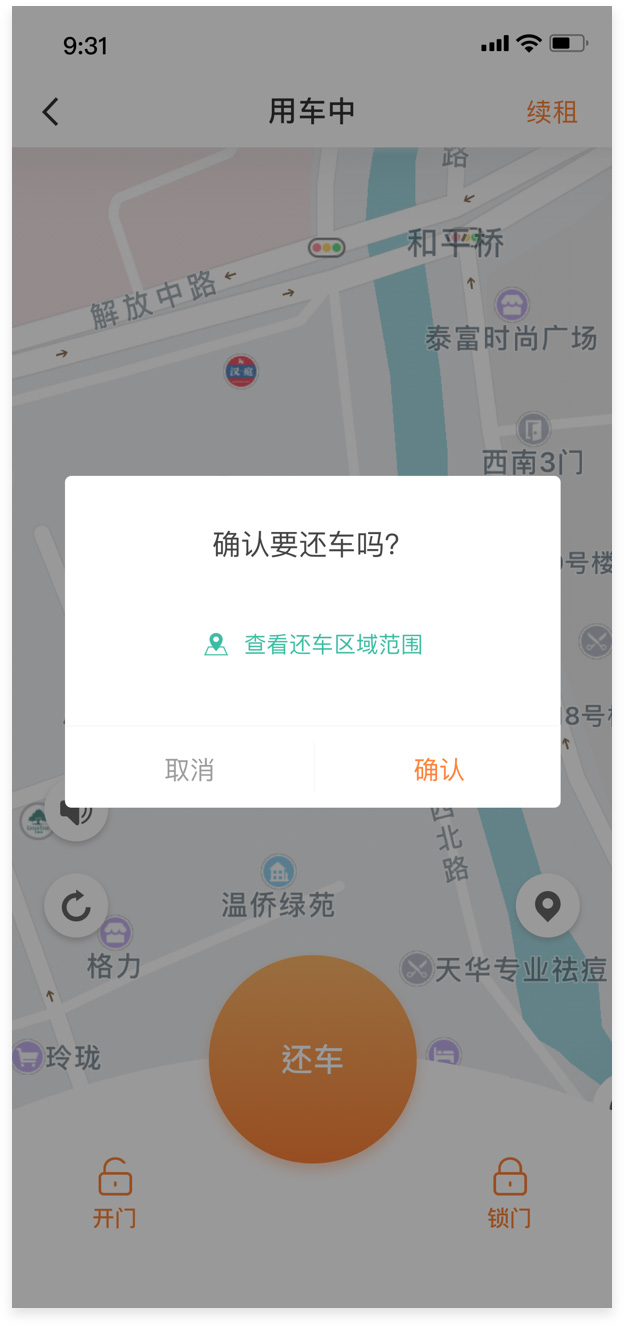 9:31
用车中
续租
路
和平桥
解放中路
泰富时尚广场
汉·庭
西南3门
确认要还车吗?
号楼
查看还车区域范围
8号
取消
确认
西北路
温侨绿苑
格力
天华专业祛痘
玲珑
还车
开门
锁门